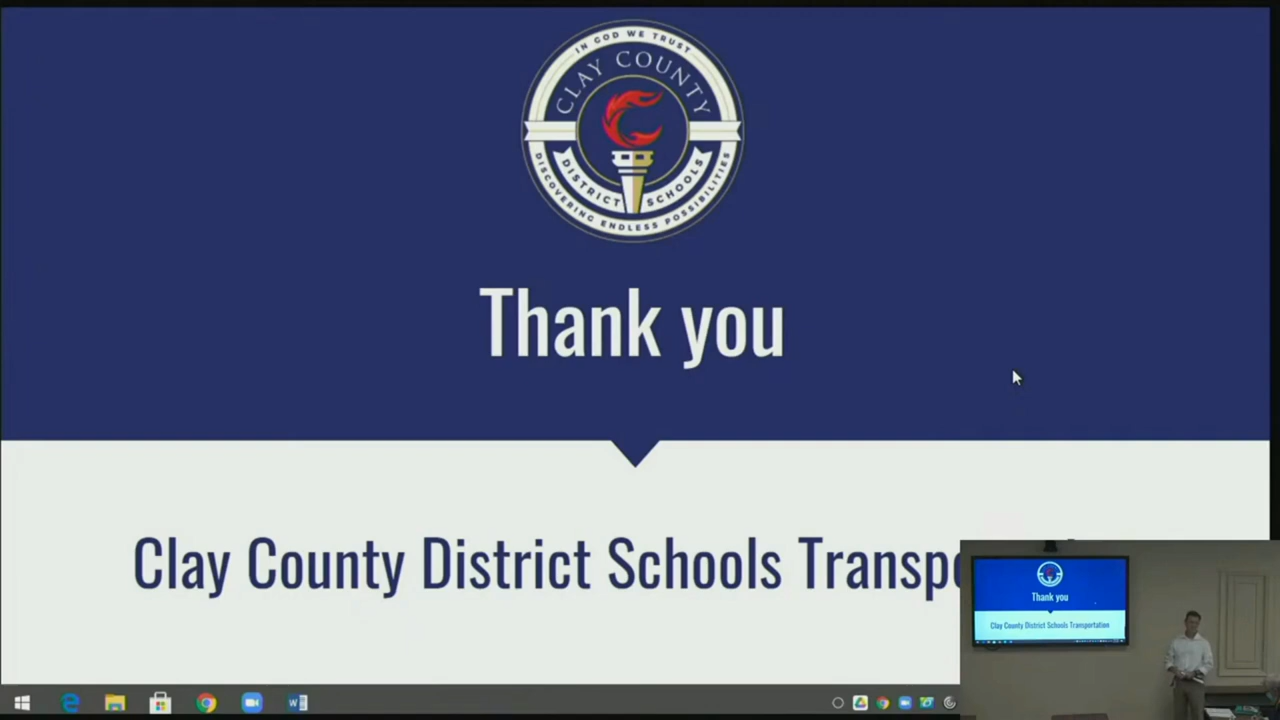 IN GOD WE TRUST
CLAY COUNTY
DISTRICT SCHOOLS
DISCOVERING ENDLESS POSSIBILITIES
Thank you
Clay County District Schools Transpo
Thank you
Clay County District Schools Transportation